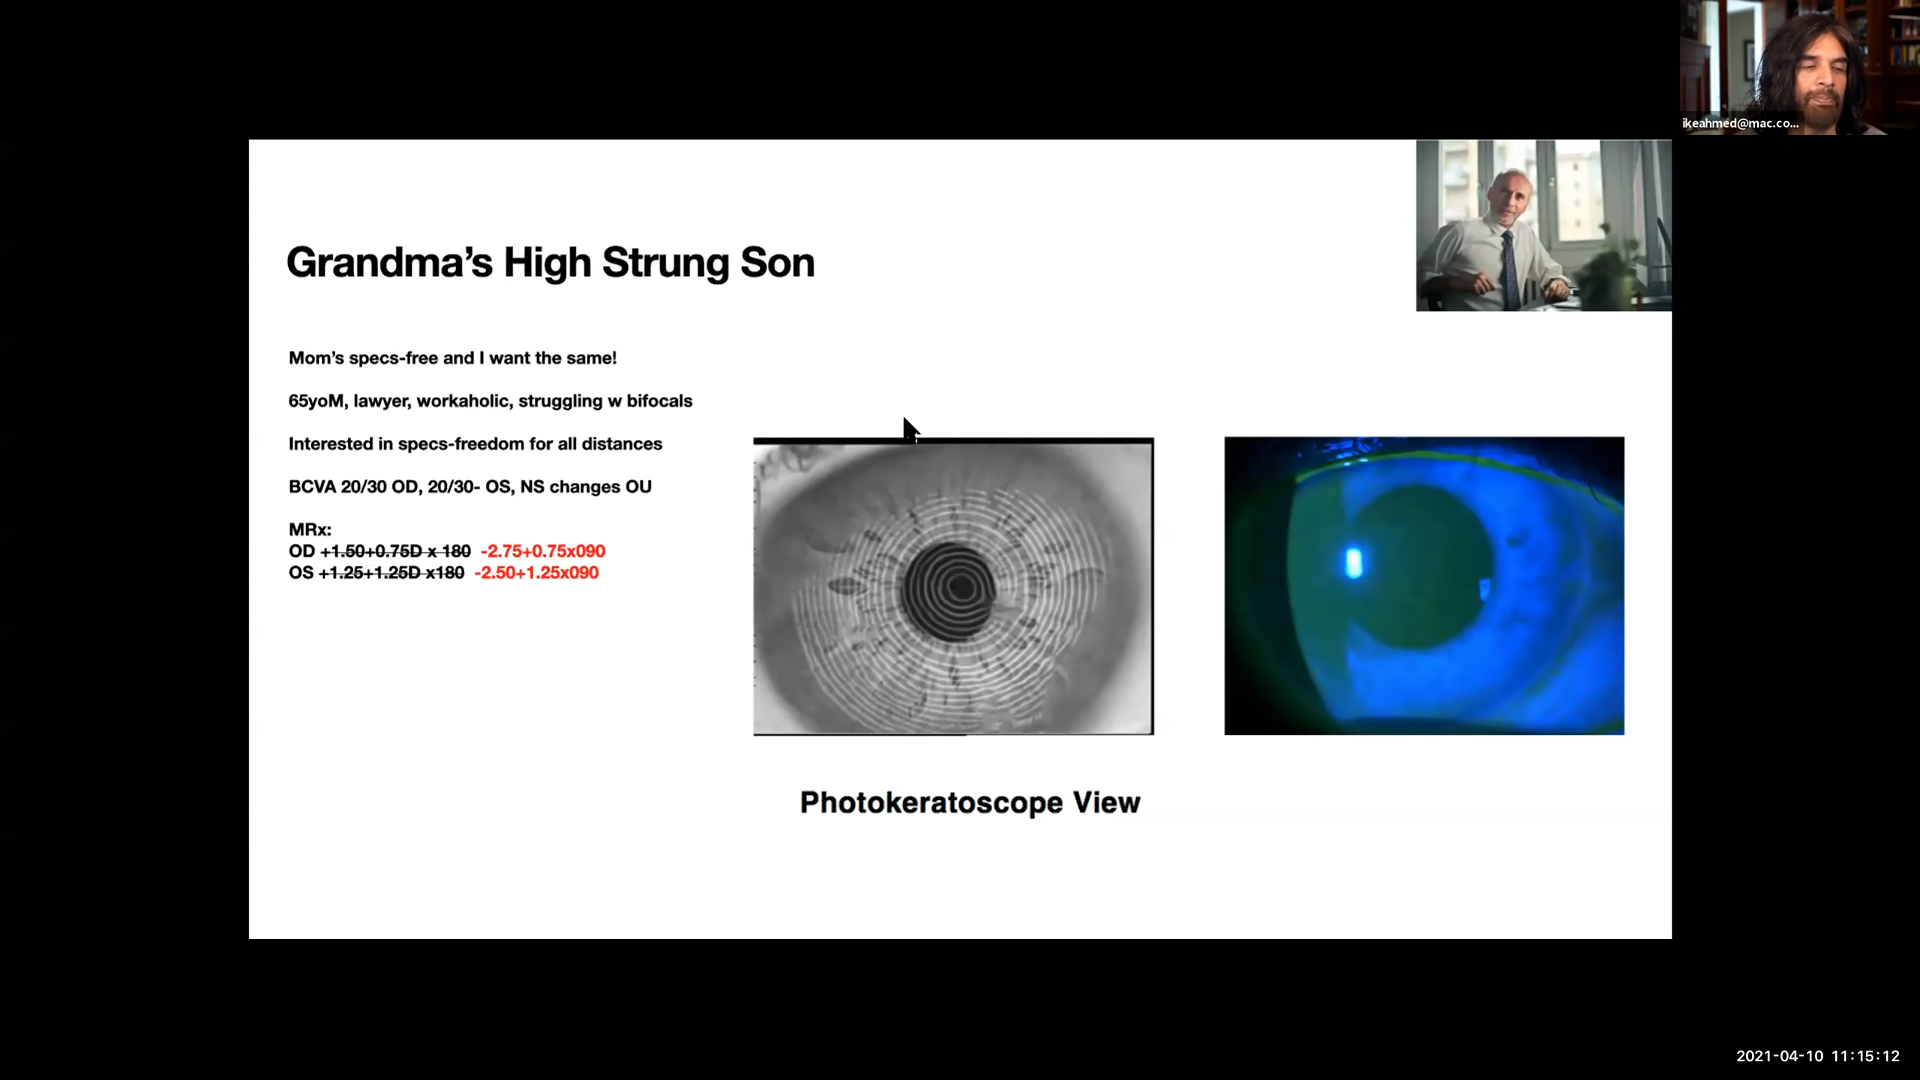 ikeahmed@mac.co...
Grandma's High Strung Son
Mom's specs-free and I want the same!
65yoM, lawyer, workaholic, struggling w bifocals
Interested in specs-freedom for all distances
BCVA 20/30 OD, 20/30- OS, NS changes OU
MRx:
OD +1.50+0.75D x 180 -2.75+0.75x090
OS +1.25+1.25D x180 -2.50+1.25x090
Photokeratoscope View
2021-04-10 11:15:12